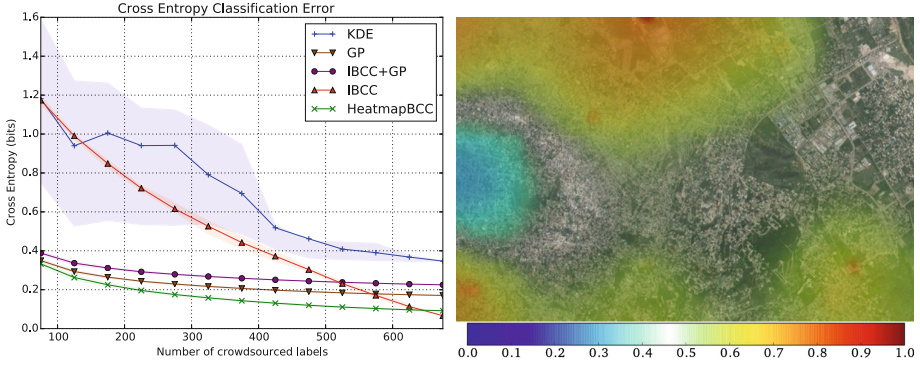 Cross Entropy Classification Error
1.6
1.4
1.2
1.0
0.8
0.6
0.4
0.2
0.0
Cross Entropy (bits)
100 200 300 400 500 600
Number of crowdsourced labels
KDE
GP
IBCC+GP
IBCC
HeatmapBCC
0.0 0.1 0.2 0.3 0.4 0.5 0.6 0.7 0.8 0.9 1.0